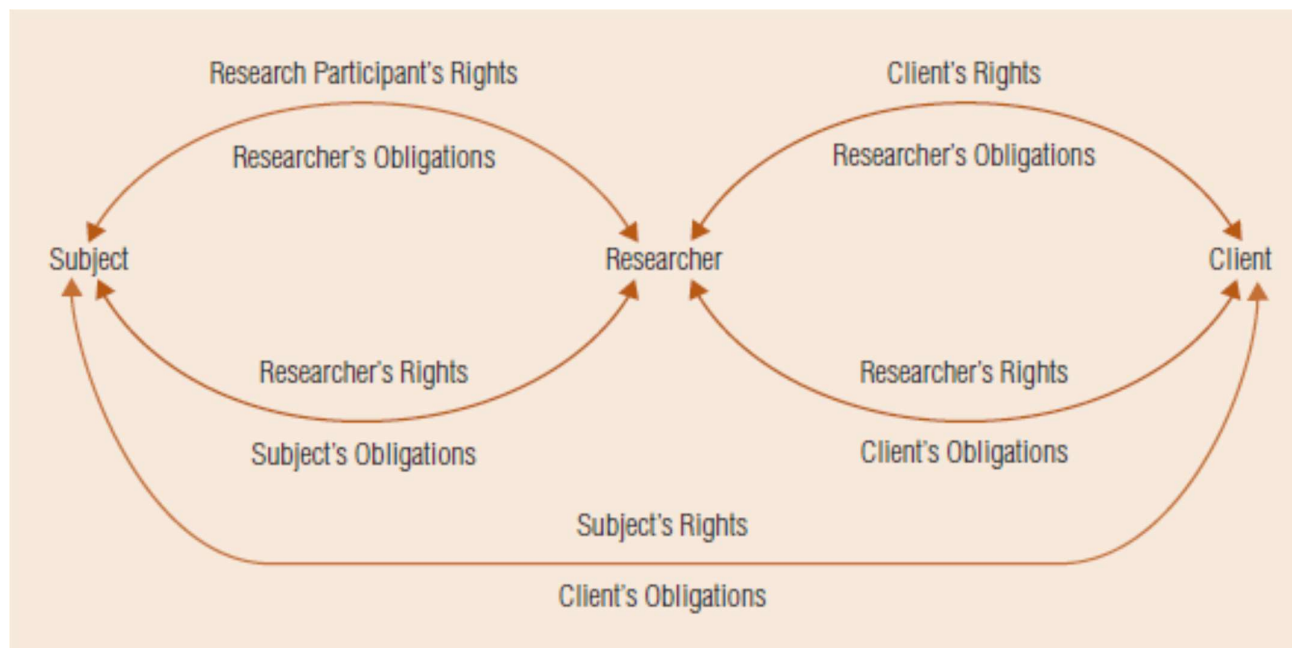 Research Participant's Rights
Client's Rights
Researcher's Obligations
Researcher's Obligations
Subject
Researcher
Client
Researcher's Rights
Researcher's Rights
Subject's Obligations
Client's Obligations
Subject's Rights
Client's Obligations